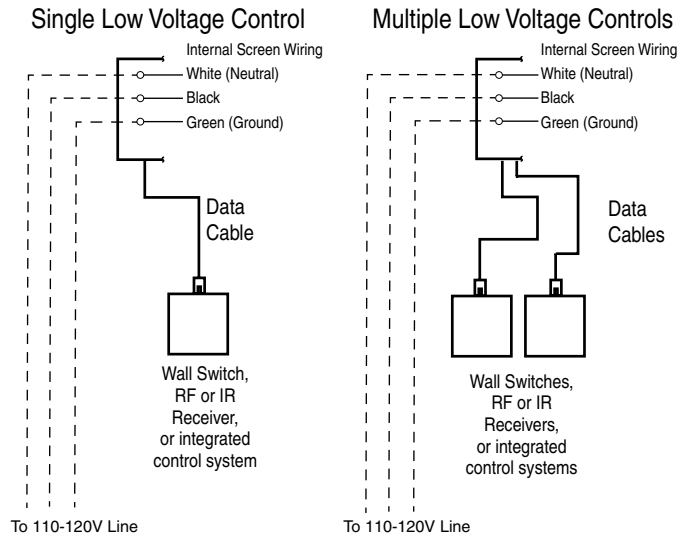 Single Low Voltage Control
Internal Screen Wiring
White (Neutral)
Black
Green (Ground)
Data
Cable
Wall Switch,
RF or IR
Receiver,
or integrated
control system
To 110-120V Line
Multiple Low Voltage Controls
Internal Screen Wiring
White (Neutral)
Black
Green (Ground)
Data
Cables
Wall Switches,
RF or IR
Receivers,
or integrated
control systems
To 110-120V Line